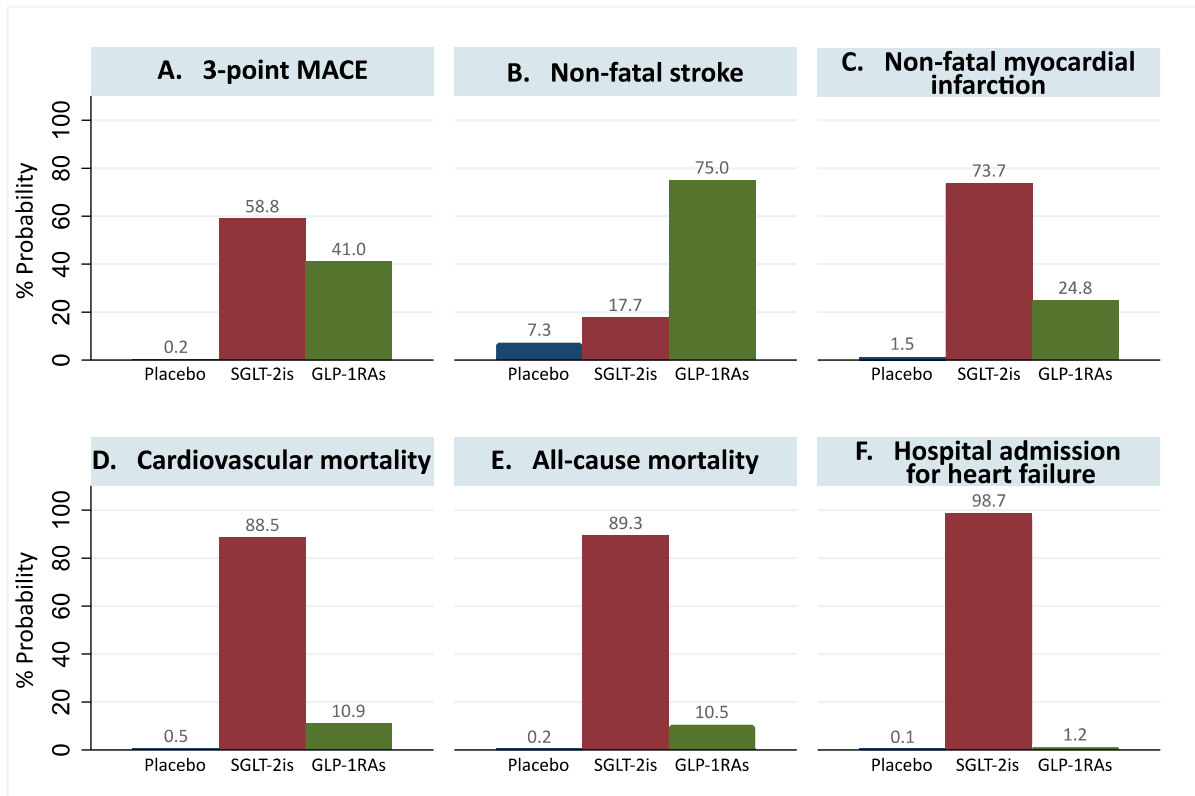 A. 3-point MACE
% Probability
100
80
60
40
20
0
0.2
58.8
41.0
Placebo SGLT-2is GLP-1RAs
B. Non-fatal stroke
7.3
17.7
75.0
Placebo SGLT-2is GLP-1RAs
C. Non-fatal myocardial
infarction
1.5
73.7
24.8
Placebo SGLT-2is GLP-1RAs
D. Cardiovascular mortality
% Probability
100
80
60
40
20
0
0.5
88.5
10.9
Placebo SGLT-2is GLP-1RAs
E. All-cause mortality
0.2
89.3
10.5
Placebo SGLT-2is GLP-1RAs
F. Hospital admission
for heart failure
0.1
98.7
1.2
Placebo SGLT-2is GLP-1RAs